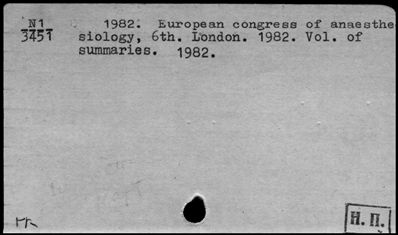 N1
3451
1982. European congress of anaesthe
siology, 6th. London. 1982. Vol. of
summaries. 1982.
Н. П.